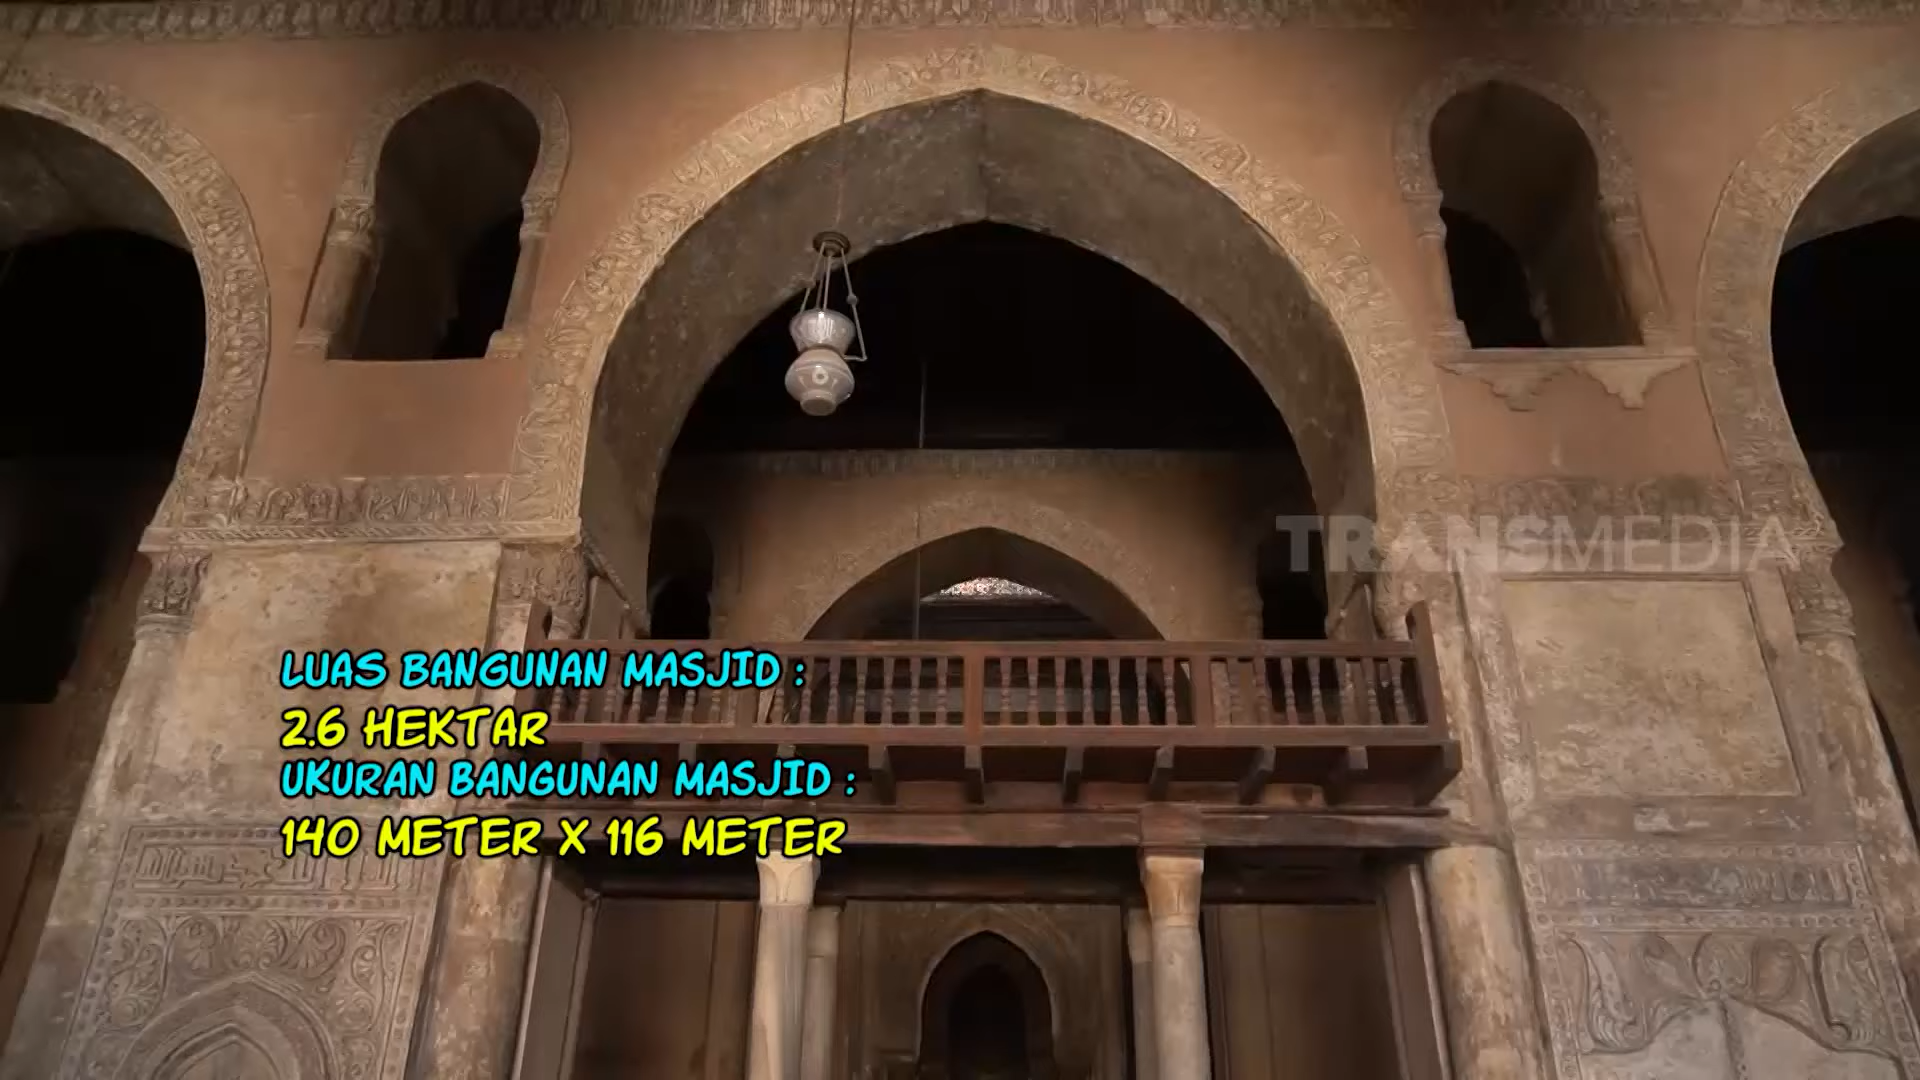 TRANSMEDIA
LUAS BANGUNAN MASJID :
2.6 HEKTAR
UKURAN BANGUNAN MASJID :
140 METER X 116 METER